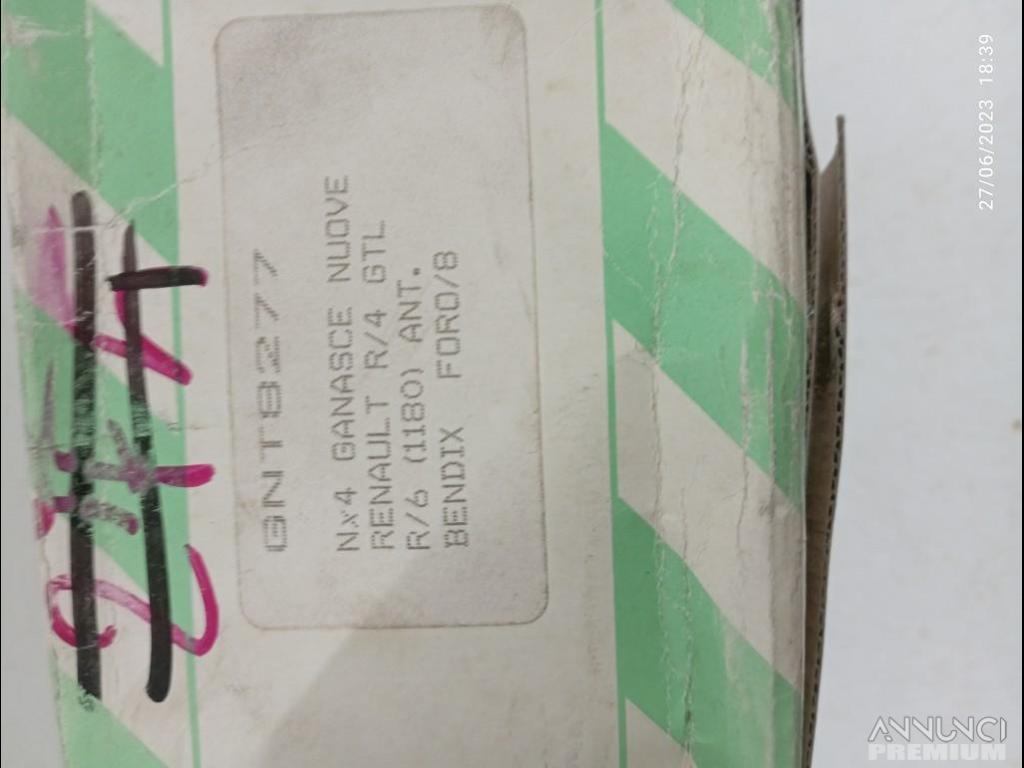 GNT8277
Nx4 GANASCE NUOVE
RENAULT R/4 GTL
R/6 (1180) ANT.
BENDIX FORO/8
27/06/2023 18:39
ANNUNCI
PREMIUM